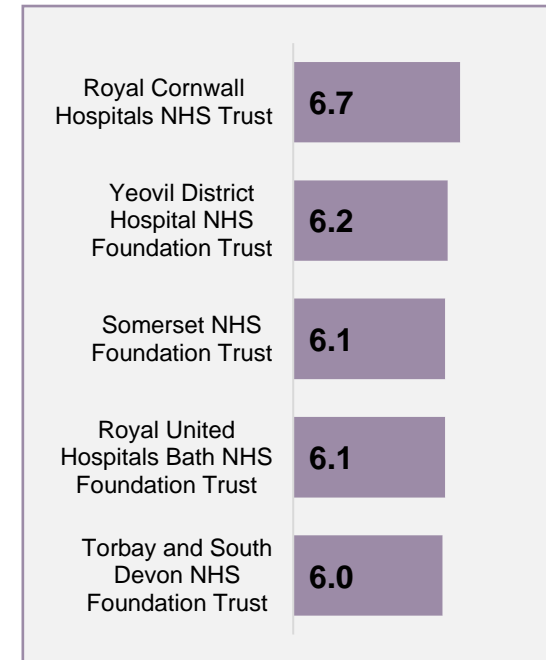 Royal Cornwall
Hospitals NHS Trust
6.7
Yeovil District
Hospital NHS
Foundation Trust
6.2
Somerset NHS
Foundation Trust
6.1
Royal United
Hospitals Bath NHS
Foundation Trust
6.1
Torbay and South
Devon NHS
Foundation Trust
6.0